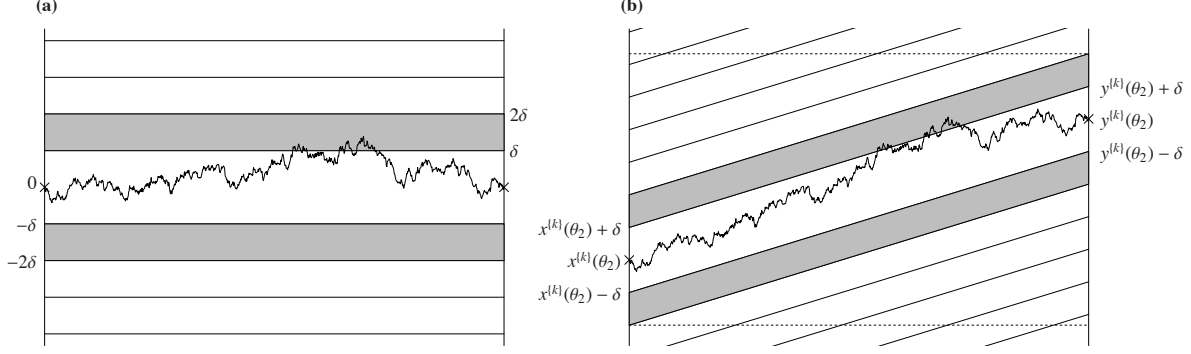 (a)
2δ
δ
0
−δ
−2δ
(b)
y^{{k}}(θ₂) + δ
y^{{k}}(θ₂)
y^{{k}}(θ₂) − δ
x^{{k}}(θ₂) + δ
x^{{k}}(θ₂)
x^{{k}}(θ₂) − δ